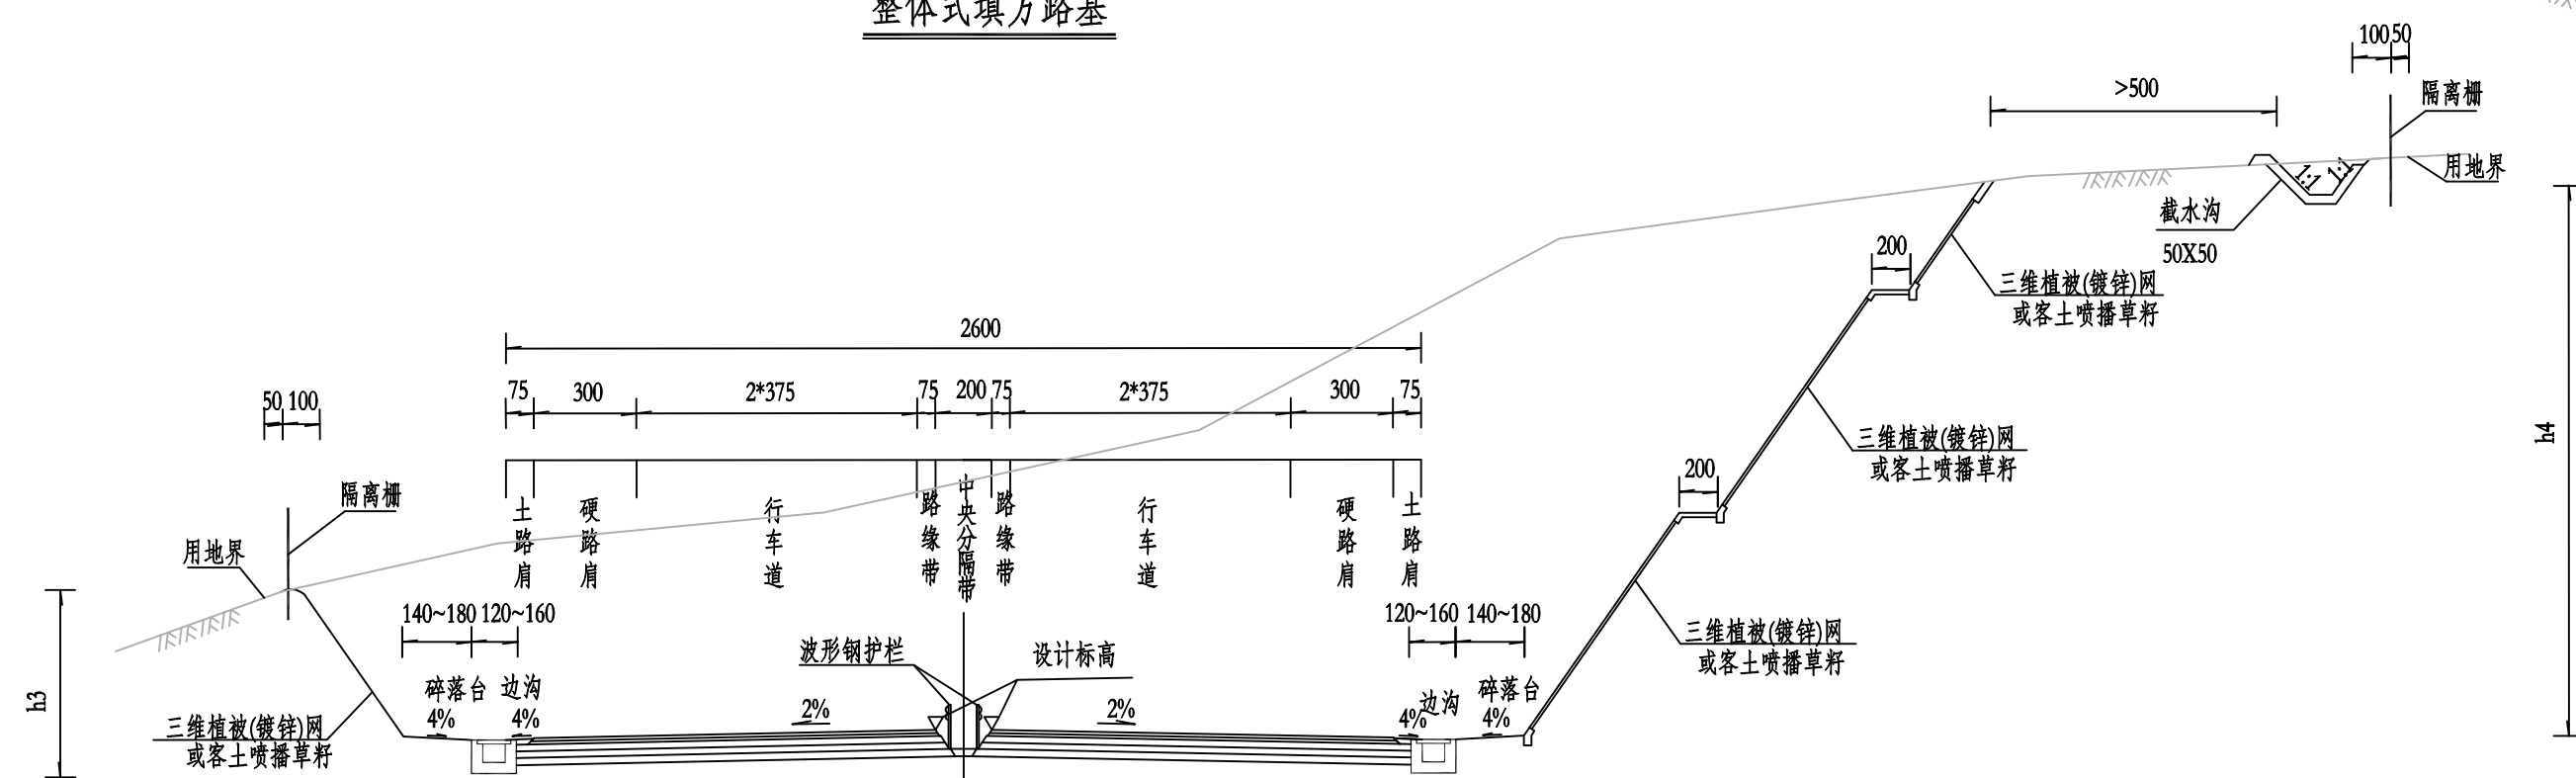 整体式填方路基
100 50
>500
隔离栅
用地界
1:1 1:1
截水沟
50X50
200
三维植被(镀锌)网
或客土喷播草籽
2600
75 300 2*375 75 200 75 2*375 300 75
50 100
h4
三维植被(镀锌)网
或客土喷播草籽
200
隔离栅
用地界
土路肩
硬路肩
行车道
路缘带
中央分隔带
路缘带
行车道
硬路肩
土路肩
140~180 120~160
120~160 140~180
三维植被(镀锌)网
或客土喷播草籽
波形钢护栏
设计标高
h3
碎落台 边沟
边沟 碎落台
4% 4% 2% 2% 4% 4%
三维植被(镀锌)网
或客土喷播草籽